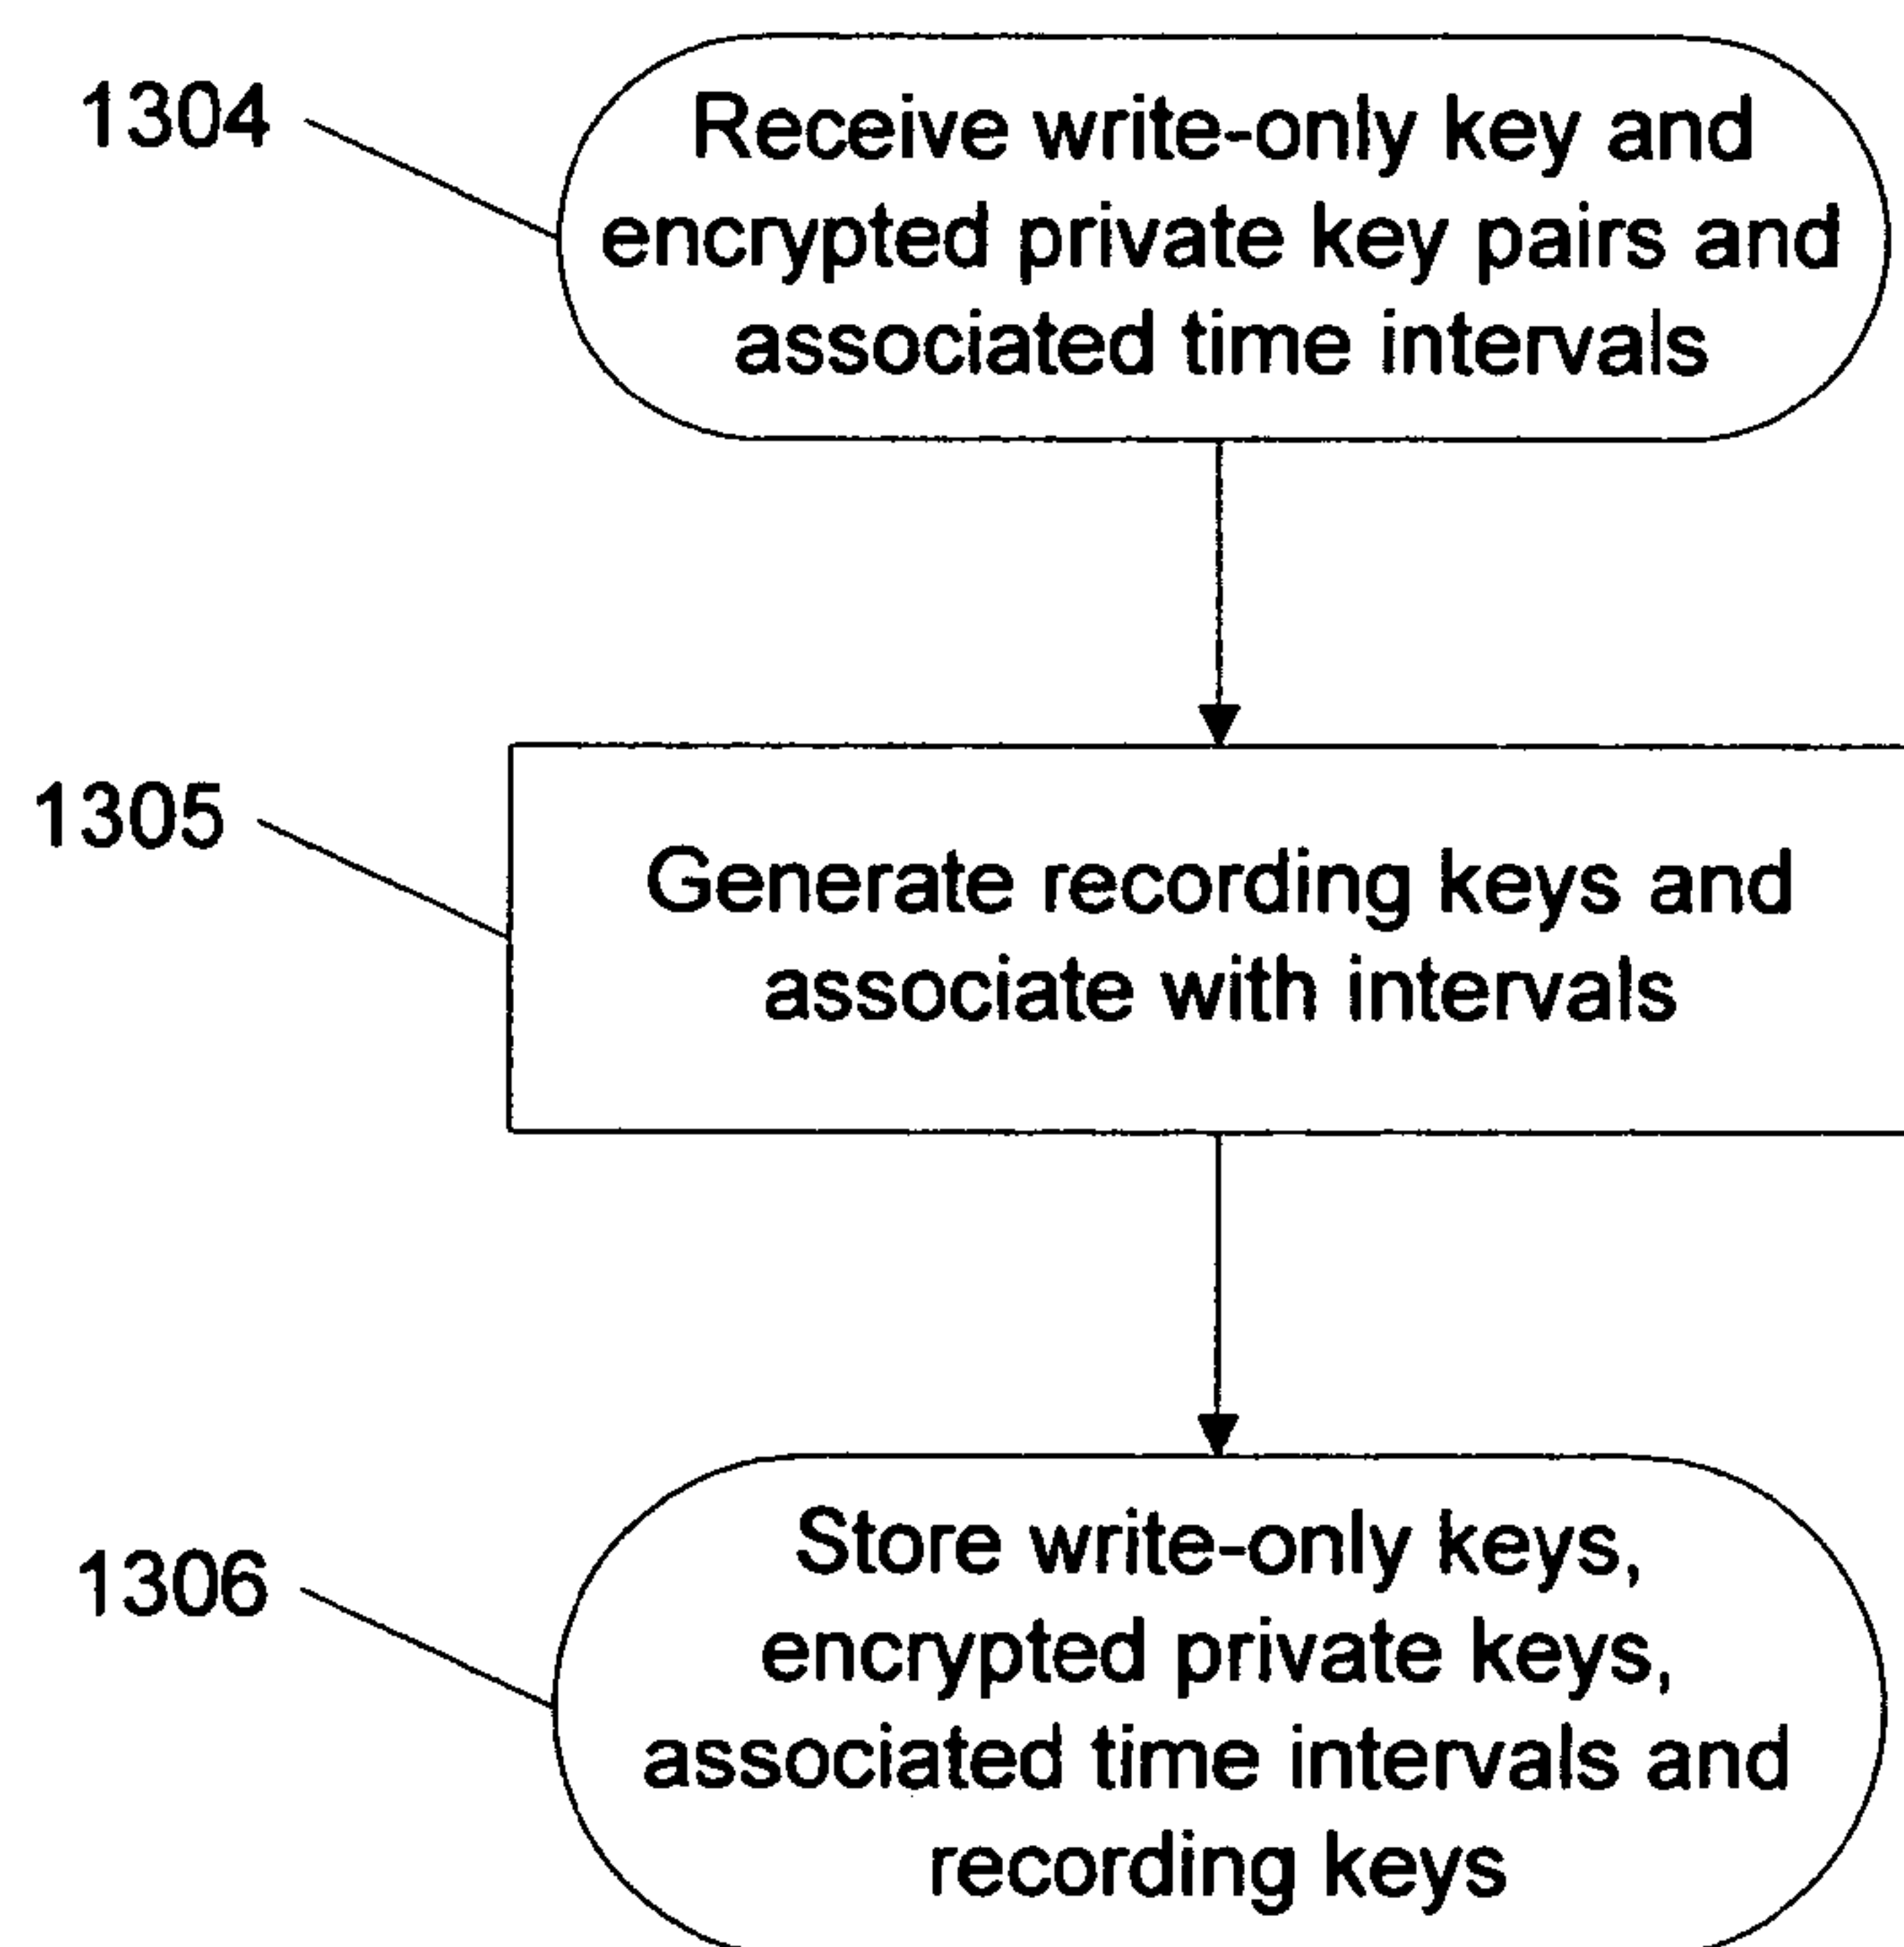 1304
Receive write-only key and
encrypted private key pairs and
associated time intervals
1305
Generate recording keys and
associate with intervals
1306
Store write-only keys,
encrypted private keys,
associated time intervals and
recording keys